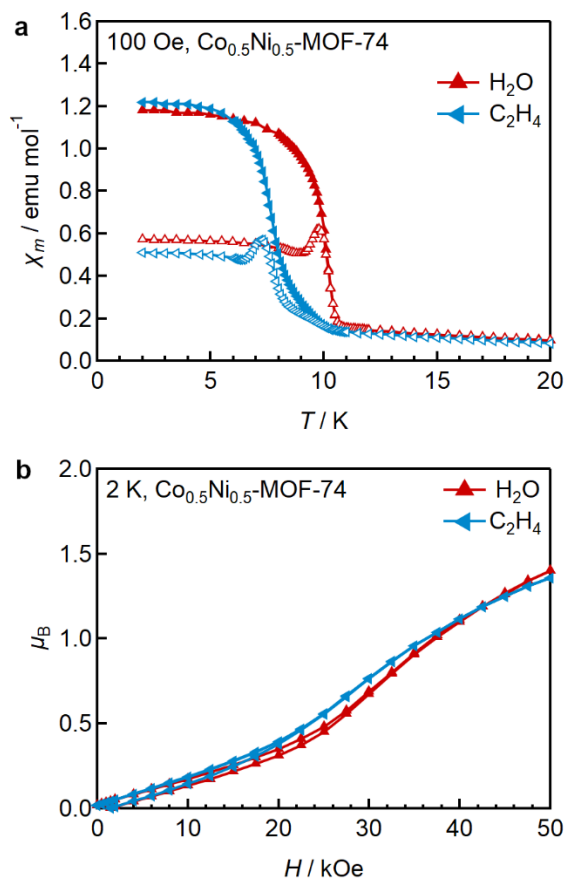 a
100 Oe, Co0.5Ni0.5-MOF-74
H2O
C2H4
1.6
1.4
1.2
1.0
0.8
0.6
0.4
0.2
0.0
χm / emu mol-1
0 5 10 15 20
T / K
b
2 K, Co0.5Ni0.5-MOF-74
H2O
C2H4
2.0
1.5
1.0
0.5
0.0
μB
0 10 20 30 40 50
H / kOe